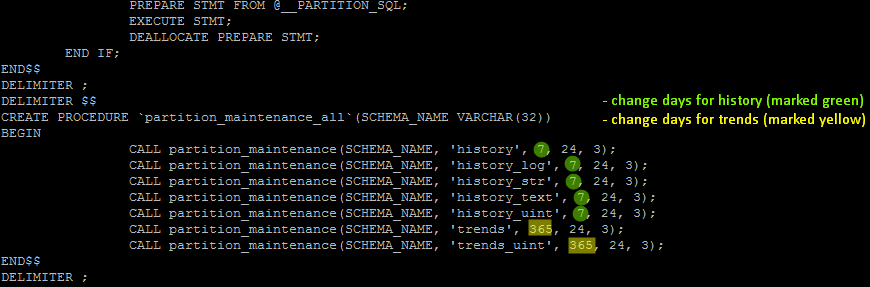 PREPARE STMT FROM @__PARTITION_SQL;
EXECUTE STMT;
DEALLOCATE PREPARE STMT;
END IF;
END$$
DELIMITER ;
DELIMITER $$ - change days for history (marked green)
CREATE PROCEDURE `partition_maintenance_all`(SCHEMA_NAME VARCHAR(32)) - change days for trends (marked yellow)
BEGIN
CALL partition_maintenance(SCHEMA_NAME, 'history', 7, 24, 3);
CALL partition_maintenance(SCHEMA_NAME, 'history_log', 7, 24, 3);
CALL partition_maintenance(SCHEMA_NAME, 'history_str', 7, 24, 3);
CALL partition_maintenance(SCHEMA_NAME, 'history_text', 7, 24, 3);
CALL partition_maintenance(SCHEMA_NAME, 'history_uint', 7, 24, 3);
CALL partition_maintenance(SCHEMA_NAME, 'trends', 365, 24, 3);
CALL partition_maintenance(SCHEMA_NAME, 'trends_uint', 365, 24, 3);
END$$
DELIMITER ;